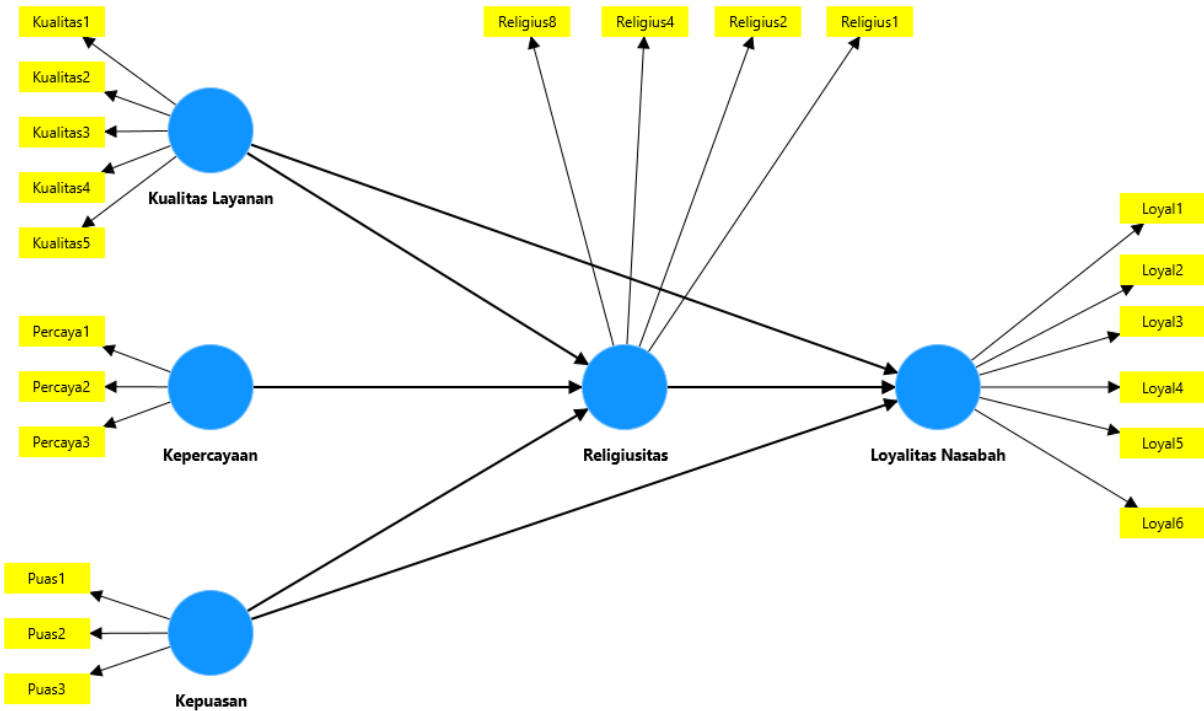 Kualitas1
Religius8
Religius4
Religius2
Religius1
Kualitas2
Kualitas3
Kualitas4
Kualitas5
Kualitas Layanan
Loyal1
Loyal2
Loyal3
Loyal4
Loyal5
Loyal6
Percaya1
Percaya2
Percaya3
Kepercayaan
Religiusitas
Loyalitas Nasabah
Puas1
Puas2
Puas3
Kepuasan